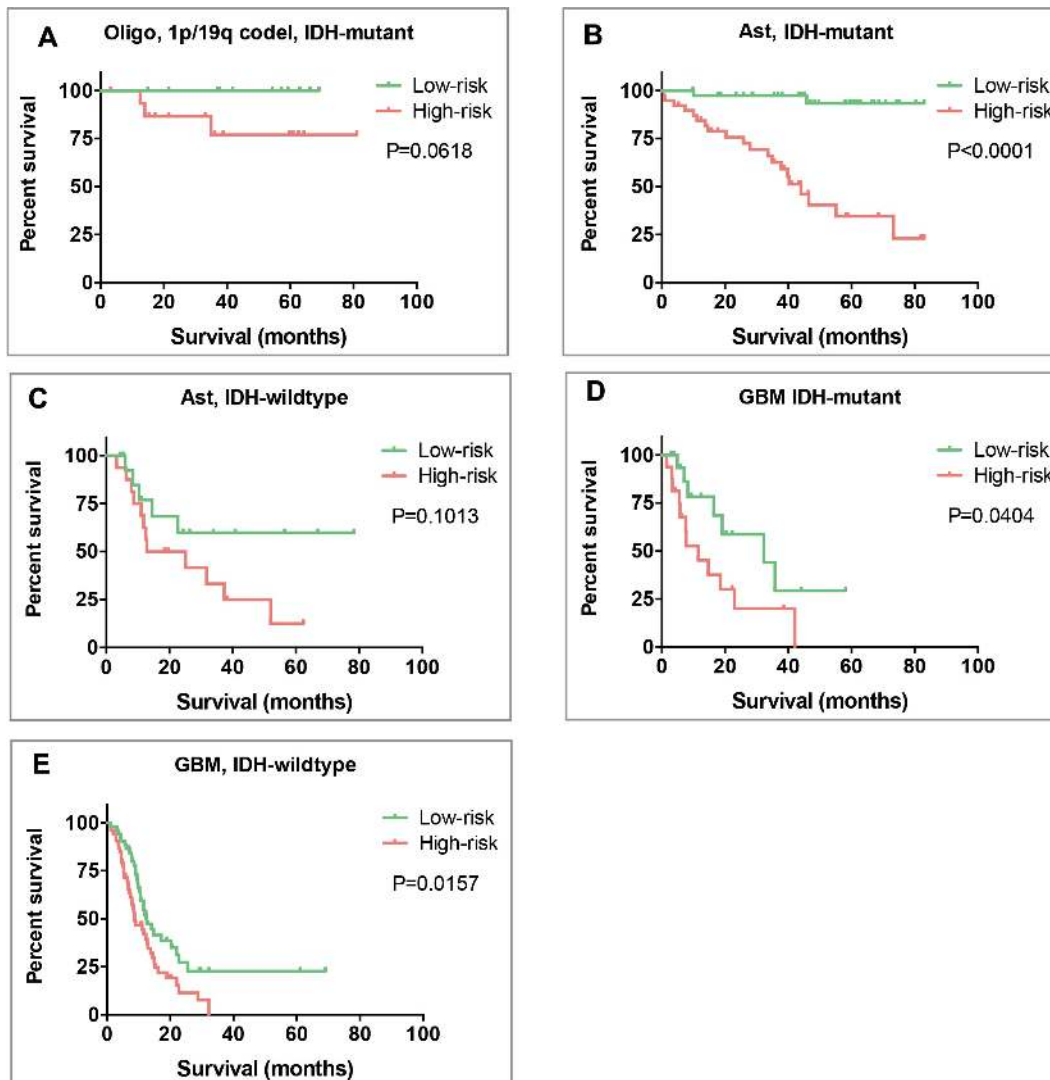 A
Oligo, 1p/19q codel, IDH-mutant
Percent survival
100
75
50
25
0
0 20 40 60 80 100
Survival (months)
Low-risk
High-risk
P=0.0618
B
Ast, IDH-mutant
Percent survival
100
75
50
25
0
0 20 40 60 80 100
Survival (months)
Low-risk
High-risk
P<0.0001
C
Ast, IDH-wildtype
Percent survival
100
75
50
25
0
0 20 40 60 80 100
Survival (months)
Low-risk
High-risk
P=0.1013
D
GBM IDH-mutant
Percent survival
100
75
50
25
0
0 20 40 60 80 100
Survival (months)
Low-risk
High-risk
P=0.0404
E
GBM, IDH-wildtype
Percent survival
100
75
50
25
0
0 20 40 60 80 100
Survival (months)
Low-risk
High-risk
P=0.0157